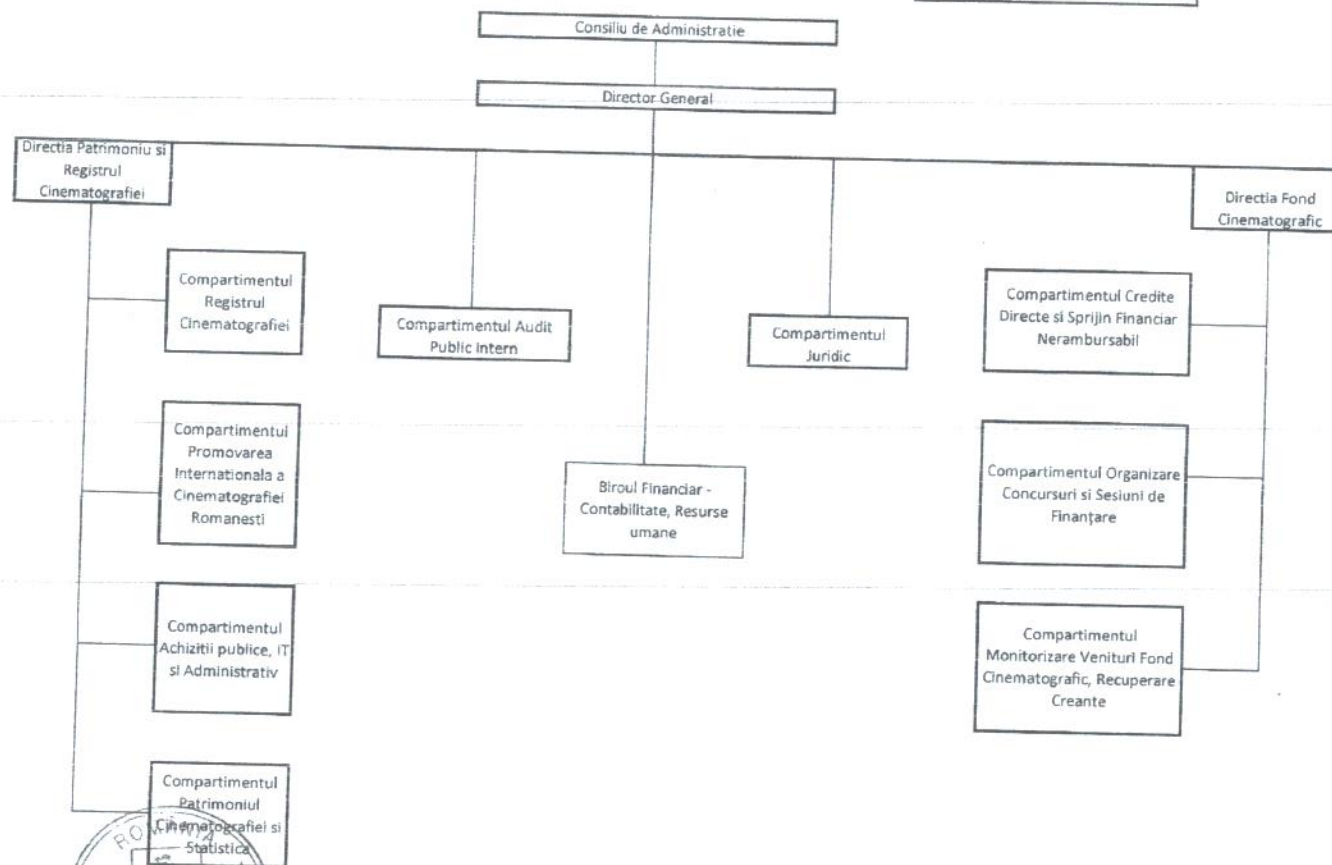 Consiliu de Administratie
Director General
Directia Patrimoniu si
Registrul
Cinematografiei
Directia Fond
Cinematografic
Compartimentul
Registrul
Cinematografiei
Compartimentul Audit
Public Intern
Compartimentul
Juridic
Compartimentul Credite
Directe si Sprijin Financiar
Nerambursabil
Compartimentul
Promovarea
Internationala a
Cinematografiei
Romanesti
Biroul Financiar -
Contabilitate, Resurse
umane
Compartimentul Organizare
Concursuri si Sesiuni de
Finanțare
Compartimentul
Achizitii publice, IT
si Administrativ
Compartimentul
Monitorizare Venituri Fond
Cinematografic, Recuperare
Creante
Compartimentul
Patrimoniul
Cinematografiei si
Statistica
ROMÂNIA